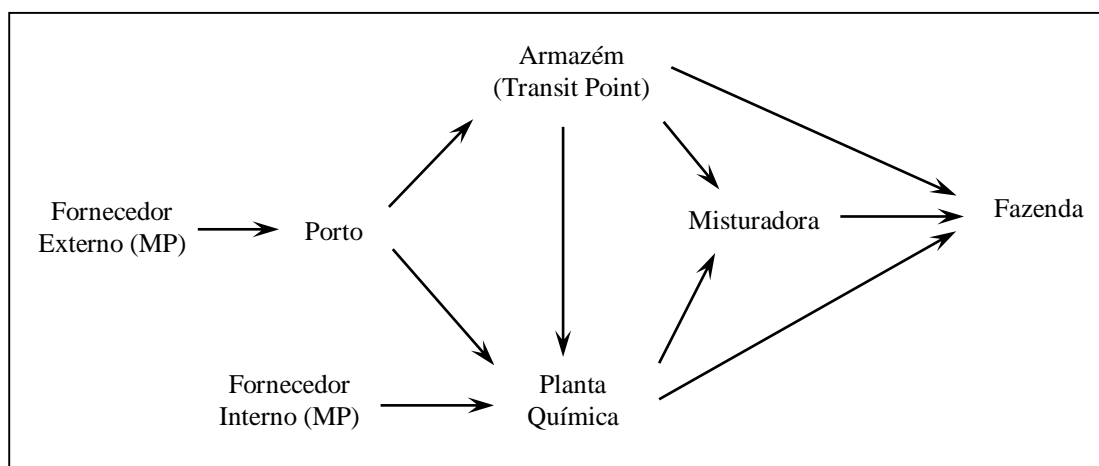 Armazém
(Transit Point)
Fornecedor
Externo (MP)
Porto
Misturadora
Fazenda
Fornecedor
Interno (MP)
Planta
Química